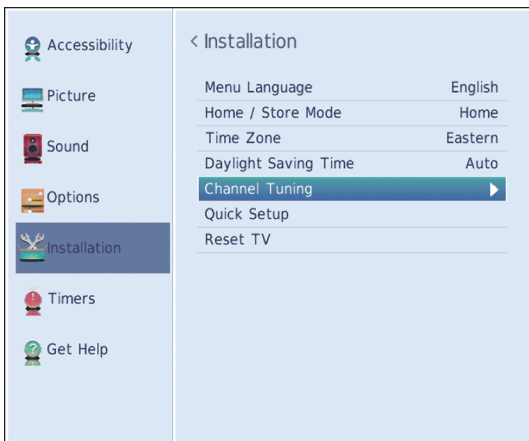 Accessibility
Picture
Sound
Options
Installation
Timers
Get Help
< Installation
Menu Language English
Home / Store Mode Home
Time Zone Eastern
Daylight Saving Time Auto
Channel Tuning
Quick Setup
Reset TV